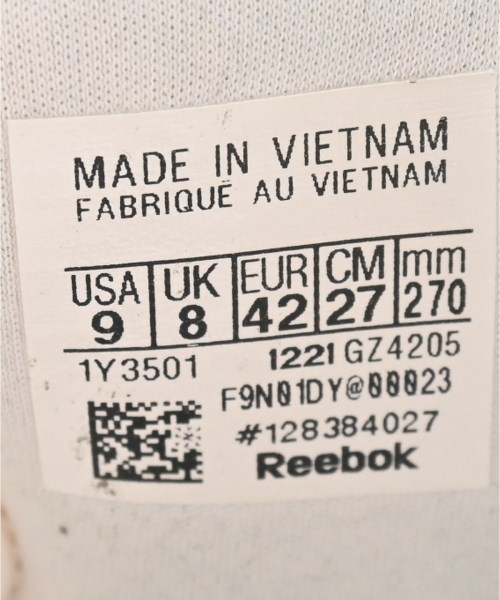 MADE IN VIETNAM
FABRIQUÉ AU VIETNAM
USA UK EUR CM mm
9 8 42 27 270
1Y3501 1221 GZ4205
F9N01DY@00023
#128384027
Reebok